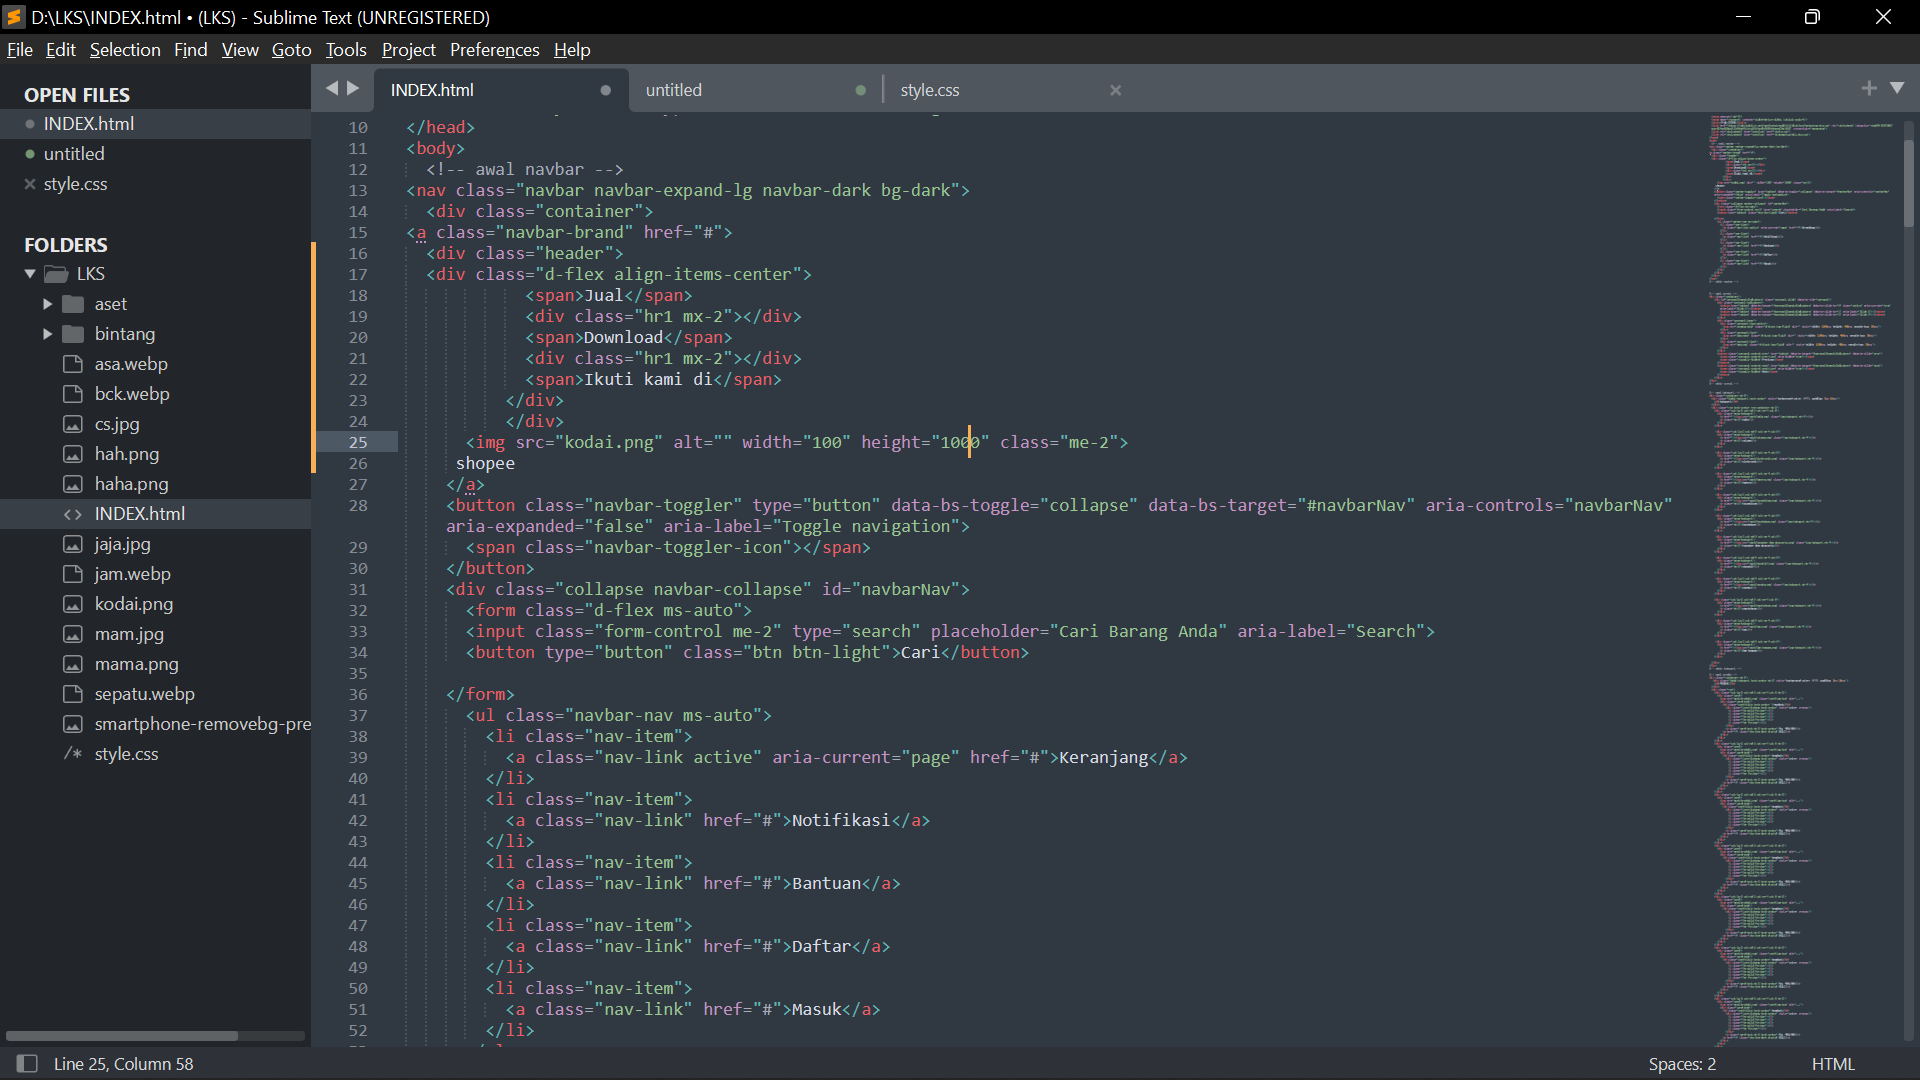 D:\LKS\INDEX.html • (LKS) - Sublime Text (UNREGISTERED)
File Edit Selection Find View Goto Tools Project Preferences Help
OPEN FILES
INDEX.html
untitled
style.css
FOLDERS
LKS
aset
bintang
asa.webp
bck.webp
cs.jpg
hah.png
haha.png
INDEX.html
jaja.jpg
jam.webp
kodai.png
mam.jpg
mama.png
sepatu.webp
smartphone-removebg-pre
style.css
INDEX.html untitled style.css
10 </head>
11 <body>
12 <!-- awal navbar -->
13 <nav class="navbar navbar-expand-lg navbar-dark bg-dark">
14 <div class="container">
15 <a class="navbar-brand" href="#">
16 <div class="header">
17 <div class="d-flex align-items-center">
18 <span>Jual</span>
19 <div class="hr1 mx-2"></div>
20 <span>Download</span>
21 <div class="hr1 mx-2"></div>
22 <span>Ikuti kami di</span>
23 </div>
24 </div>
25 <img src="kodai.png" alt="" width="100" height="1000" class="me-2">
26 shopee
27 </a>
28 <button class="navbar-toggler" type="button" data-bs-toggle="collapse" data-bs-target="#navbarNav" aria-controls="navbarNav"
aria-expanded="false" aria-label="Toggle navigation">
29 <span class="navbar-toggler-icon"></span>
30 </button>
31 <div class="collapse navbar-collapse" id="navbarNav">
32 <form class="d-flex ms-auto">
33 <input class="form-control me-2" type="search" placeholder="Cari Barang Anda" aria-label="Search">
34 <button type="button" class="btn btn-light">Cari</button>
35
36 </form>
37 <ul class="navbar-nav ms-auto">
38 <li class="nav-item">
39 <a class="nav-link active" aria-current="page" href="#">Keranjang</a>
40 </li>
41 <li class="nav-item">
42 <a class="nav-link" href="#">Notifikasi</a>
43 </li>
44 <li class="nav-item">
45 <a class="nav-link" href="#">Bantuan</a>
46 </li>
47 <li class="nav-item">
48 <a class="nav-link" href="#">Daftar</a>
49 </li>
50 <li class="nav-item">
51 <a class="nav-link" href="#">Masuk</a>
52 </li>
Line 25, Column 58
Spaces: 2
HTML